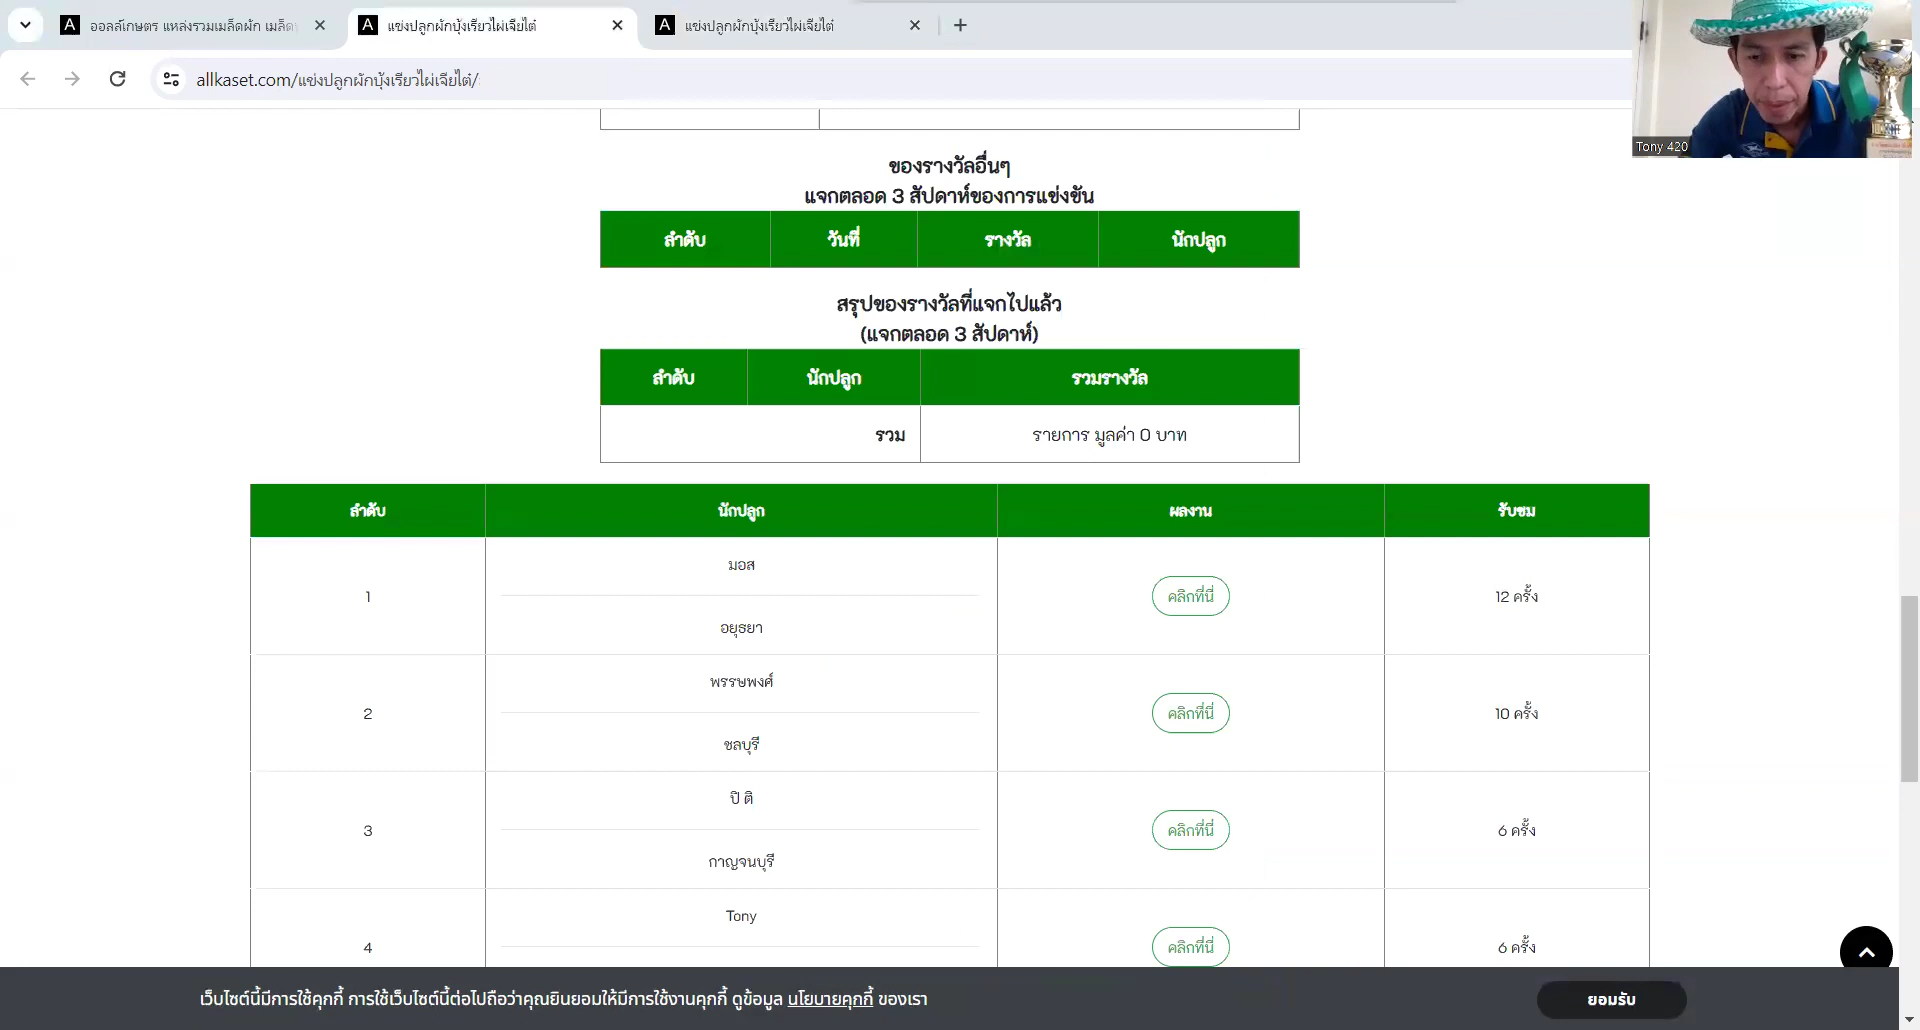 ออลล์เกษตร แหล่งรวมเมล็ดผัก เมล็ด
แข่งปลูกผักบุ้งเรียวไผ่เจียไต๋
แข่งปลูกผักบุ้งเรียวไผ่เจียไต๋
allkaset.com/แข่งปลูกผักบุ้งเรียวไผ่เจียไต๋/
Tony 420
ของรางวัลอื่นๆ
แจกตลอด 3 สัปดาห์ของการแข่งขัน
ลำดับ วันที่ รางวัล นักปลูก
สรุปของรางวัลที่แจกไปแล้ว
(แจกตลอด 3 สัปดาห์)
ลำดับ นักปลูก รวมรางวัล
รวม รายการ มูลค่า 0 บาท
ลำดับ นักปลูก ผลงาน รับชม
มอส
1 คลิกที่นี่ 12 ครั้ง
อยุธยา
พรรษพงศ์
2 คลิกที่นี่ 10 ครั้ง
ชลบุรี
ปิ ติ
3 คลิกที่นี่ 6 ครั้ง
กาญจนบุรี
Tony
4 คลิกที่นี่ 6 ครั้ง
เว็บไซต์นี้มีการใช้คุกกี้ การใช้เว็บไซต์นี้ต่อไปถือว่าคุณยินยอมให้มีการใช้งานคุกกี้ ดูข้อมูล นโยบายคุกกี้ ของเรา
ยอมรับ